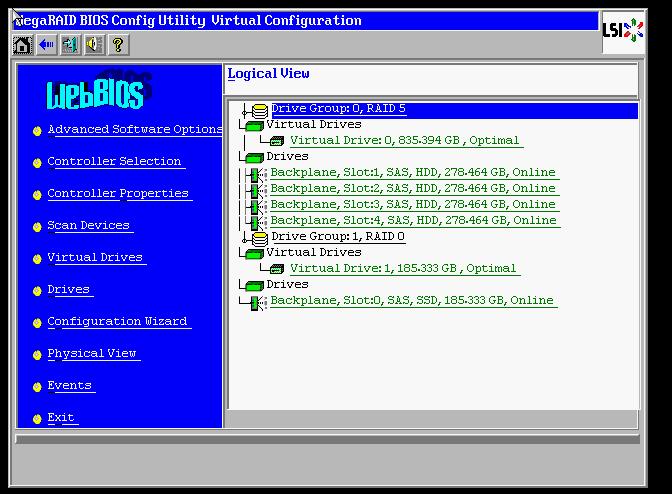 MegaRAID BIOS Config Utility Virtual Configuration
LSI
?
WebBIOS
Advanced Software Options
Controller Selection
Controller Properties
Scan Devices
Virtual Drives
Drives
Configuration Wizard
Physical View
Events
Exit
Logical View
Drive Group: 0, RAID 5
Virtual Drives
Virtual Drive: 0, 835.394 GB, Optimal
Drives
Backplane, Slot:1, SAS, HDD, 278.464 GB, Online
Backplane, Slot:2, SAS, HDD, 278.464 GB, Online
Backplane, Slot:3, SAS, HDD, 278.464 GB, Online
Backplane, Slot:4, SAS, HDD, 278.464 GB, Online
Drive Group: 1, RAID 0
Virtual Drives
Virtual Drive: 1, 185.333 GB, Optimal
Drives
Backplane, Slot:0, SAS, SSD, 185.333 GB, Online